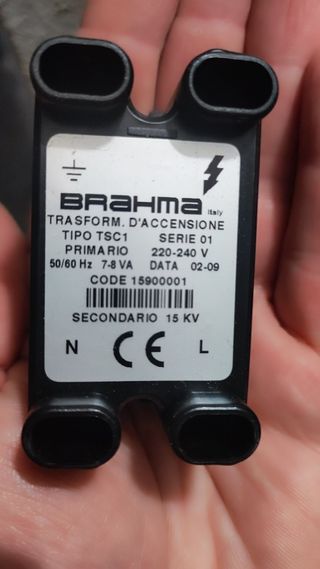 BRAHMA Italy
TRASFORM. D'ACCENSIONE
TIPO TSC1 SERIE 01
PRIMARIO 220-240 V
50/60 Hz 7-8 VA DATA 02-09
CODE 15900001
SECONDARIO 15 KV
N CE L